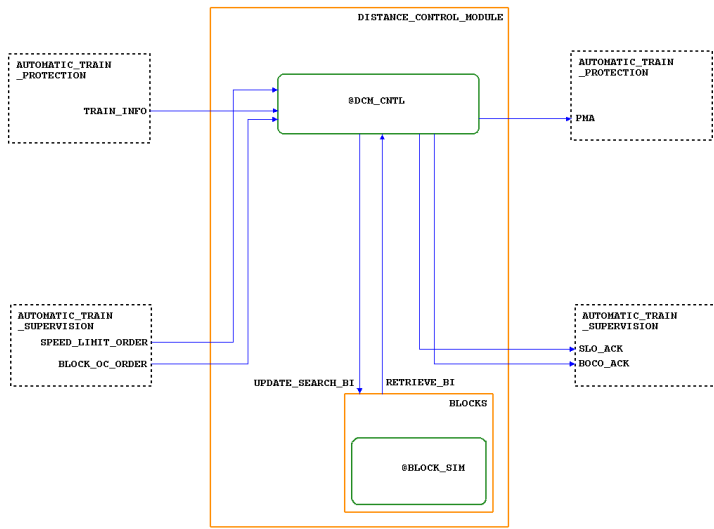 DISTANCE_CONTROL_MODULE
AUTOMATIC_TRAIN
_PROTECTION
TRAIN_INFO
@DCM_CNTL
AUTOMATIC_TRAIN
_PROTECTION
PMA
AUTOMATIC_TRAIN
_SUPERVISION
SPEED_LIMIT_ORDER
BLOCK_OC_ORDER
AUTOMATIC_TRAIN
_SUPERVISION
SLO_ACK
BOCO_ACK
UPDATE_SEARCH_BI
RETRIEVE_BI
BLOCKS
@BLOCK_SIM